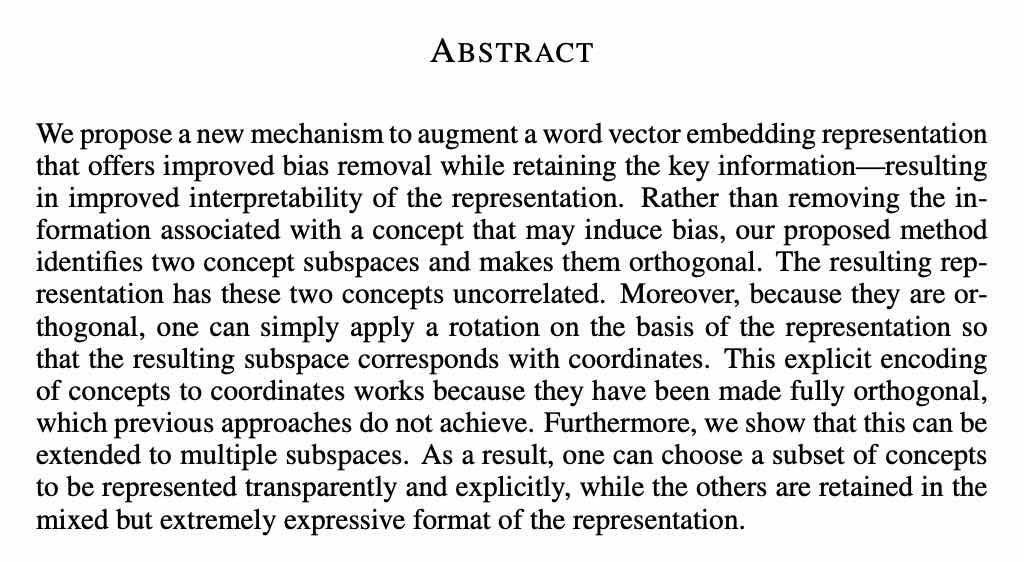 ABSTRACT
We propose a new mechanism to augment a word vector embedding representation
that offers improved bias removal while retaining the key information—resulting
in improved interpretability of the representation. Rather than removing the in-
formation associated with a concept that may induce bias, our proposed method
identifies two concept subspaces and makes them orthogonal. The resulting rep-
resentation has these two concepts uncorrelated. Moreover, because they are or-
thogonal, one can simply apply a rotation on the basis of the representation so
that the resulting subspace corresponds with coordinates. This explicit encoding
of concepts to coordinates works because they have been made fully orthogonal,
which previous approaches do not achieve. Furthermore, we show that this can be
extended to multiple subspaces. As a result, one can choose a subset of concepts
to be represented transparently and explicitly, while the others are retained in the
mixed but extremely expressive format of the representation.